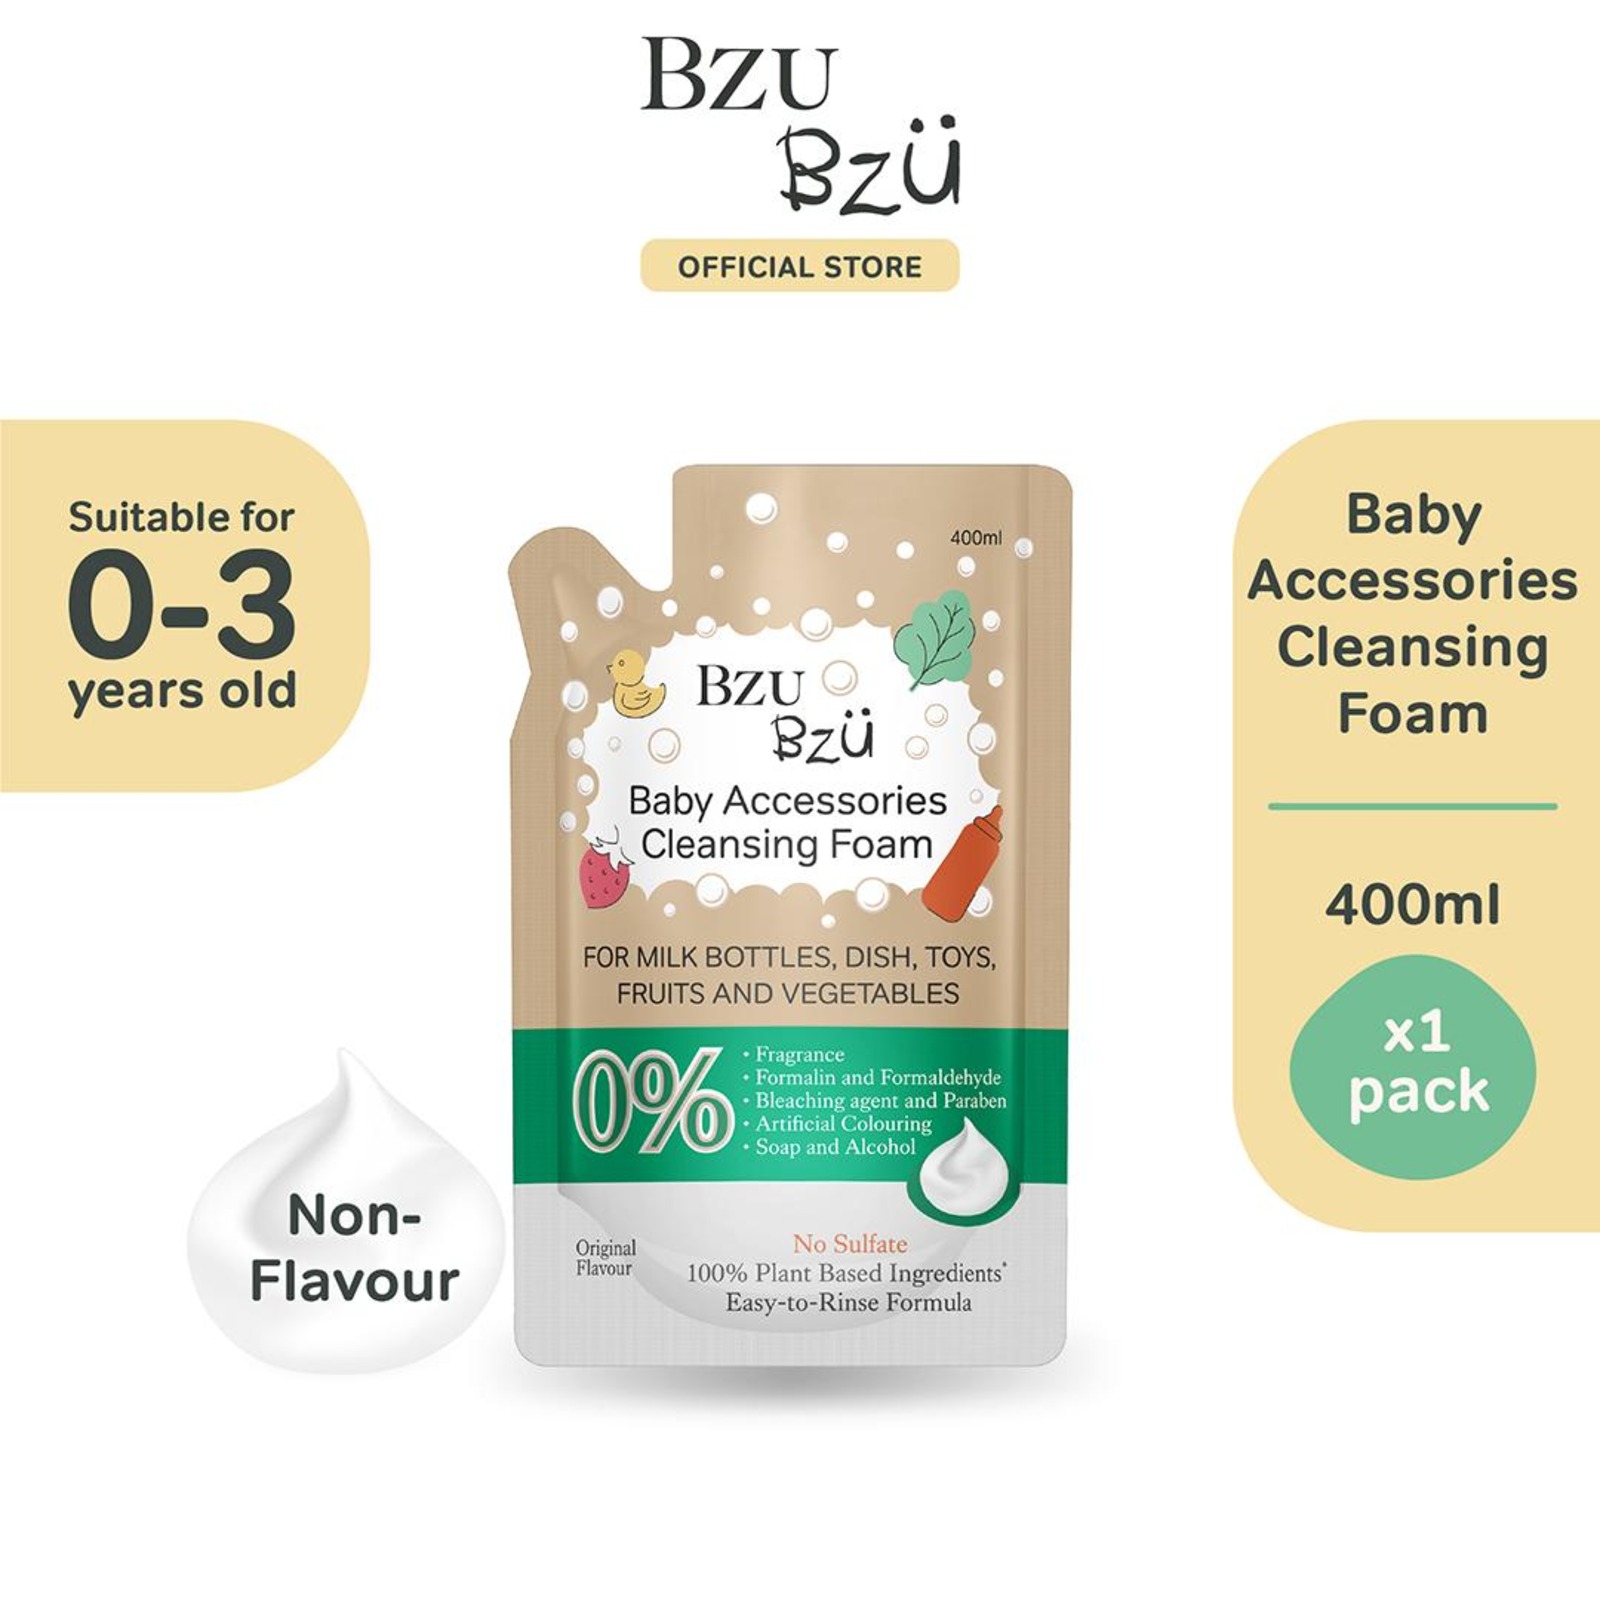 BZU
BZÜ
OFFICIAL STORE
Suitable for
0-3
years old
Baby
Accessories
Cleansing
Foam
400ml
x1
pack
Non-
Flavour
400ml
BZU
BZÜ
Baby Accessories
Cleansing Foam
FOR MILK BOTTLES, DISH, TOYS,
FRUITS AND VEGETABLES
0%
• Fragrance
• Formalin and Formaldehyde
• Bleaching agent and Paraben
• Artificial Colouring
• Soap and Alcohol
Original
Flavour
No Sulfate
100% Plant Based Ingredients*
Easy-to-Rinse Formula